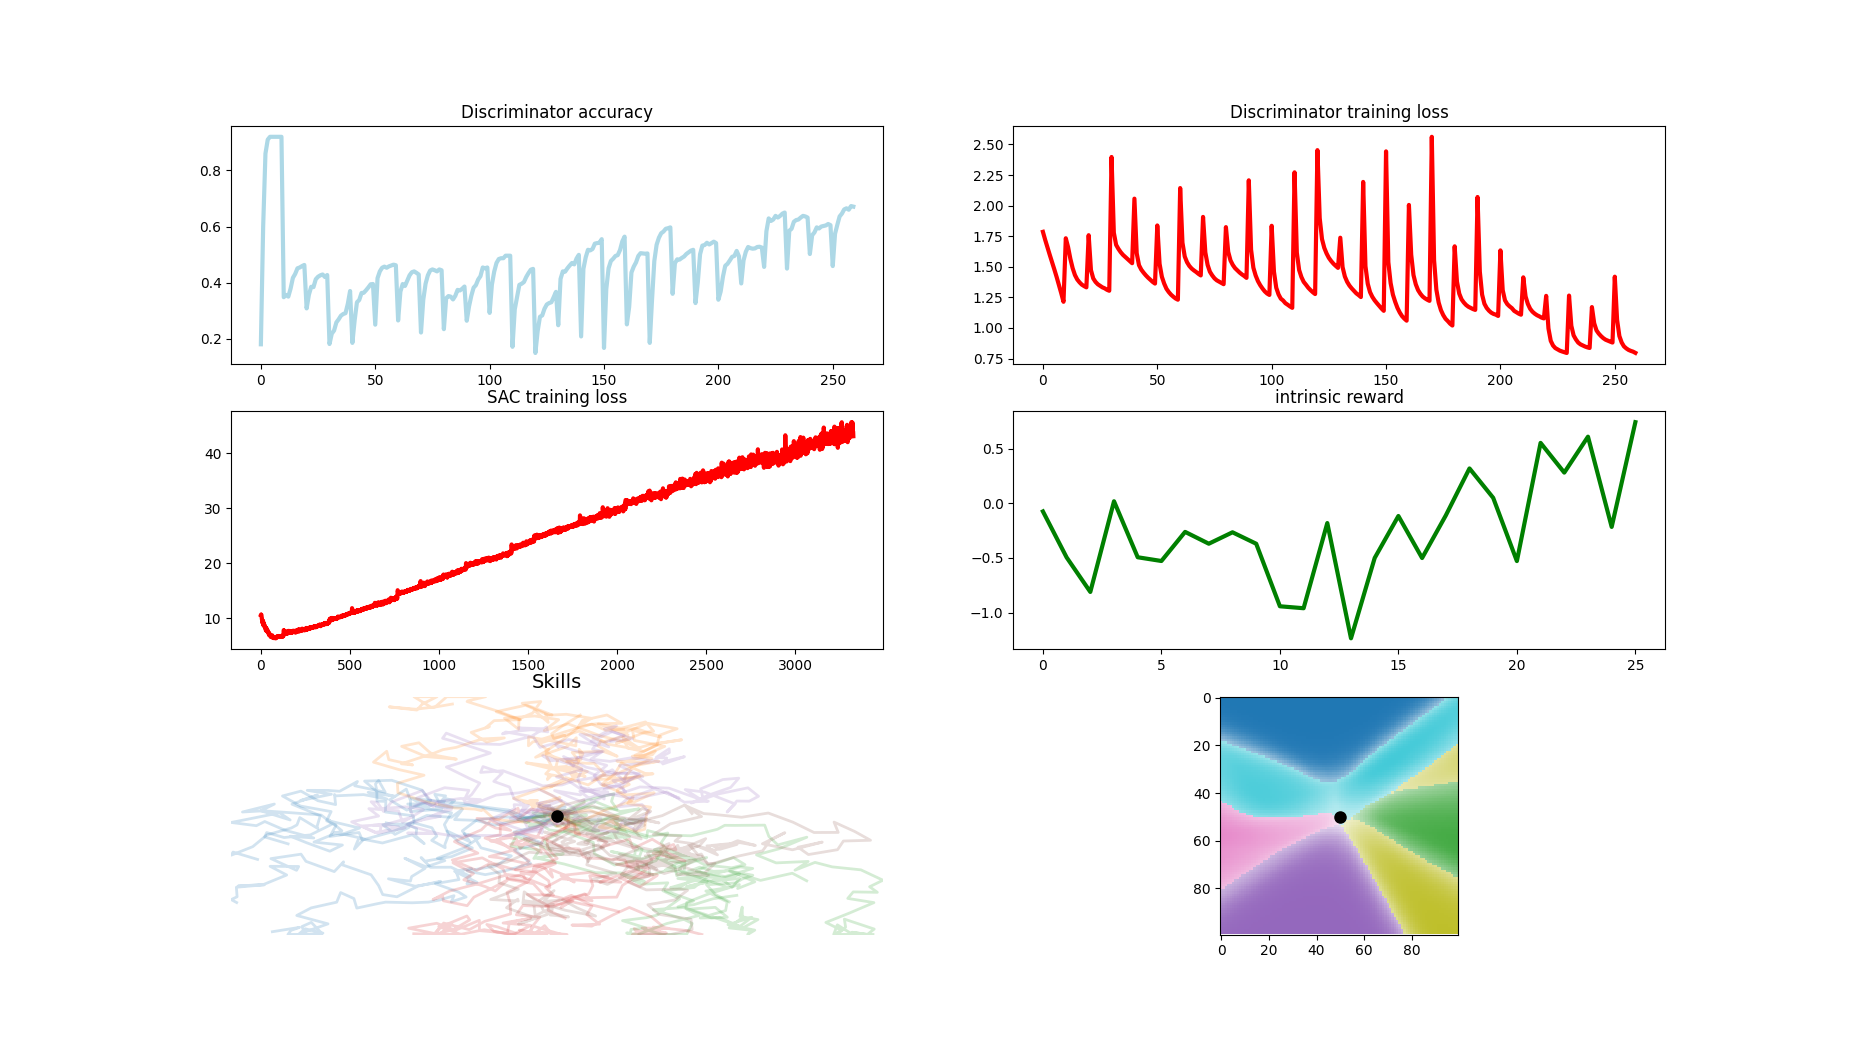 Discriminator accuracy
0.8
0.6
0.4
0.2
0 50 100 150 200 250
Discriminator training loss
2.50
2.25
2.00
1.75
1.50
1.25
1.00
0.75
0 50 100 150 200 250
SAC training loss
40
30
20
10
0 500 1000 1500 2000 2500 3000
intrinsic reward
0.5
0.0
−0.5
−1.0
0 5 10 15 20 25
Skills
0
20
40
60
80
0 20 40 60 80